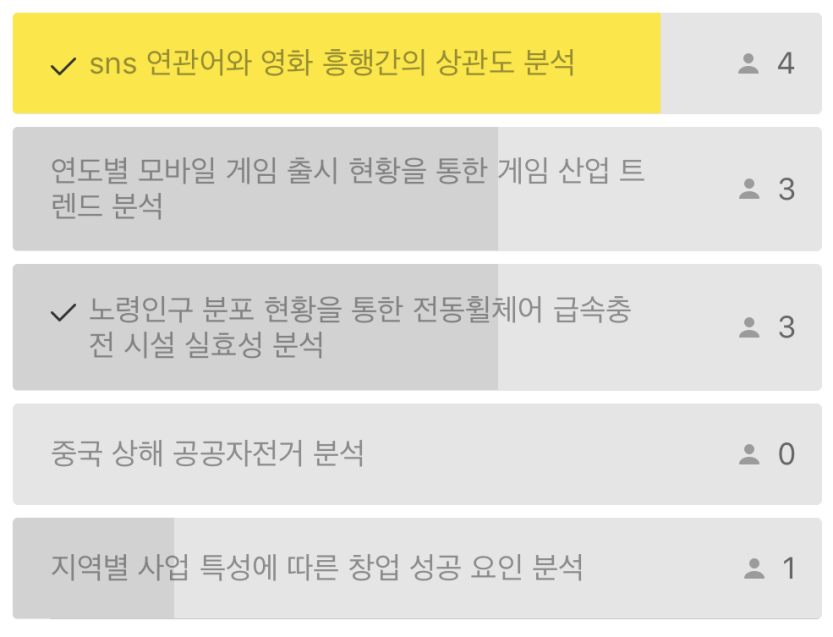 sns 연관어와 영화 흥행간의 상관도 분석
4
연도별 모바일 게임 출시 현황을 통한 게임 산업 트
렌드 분석
3
노령인구 분포 현황을 통한 전동휠체어 급속충
전 시설 실효성 분석
3
중국 상해 공공자전거 분석
0
지역별 사업 특성에 따른 창업 성공 요인 분석
1